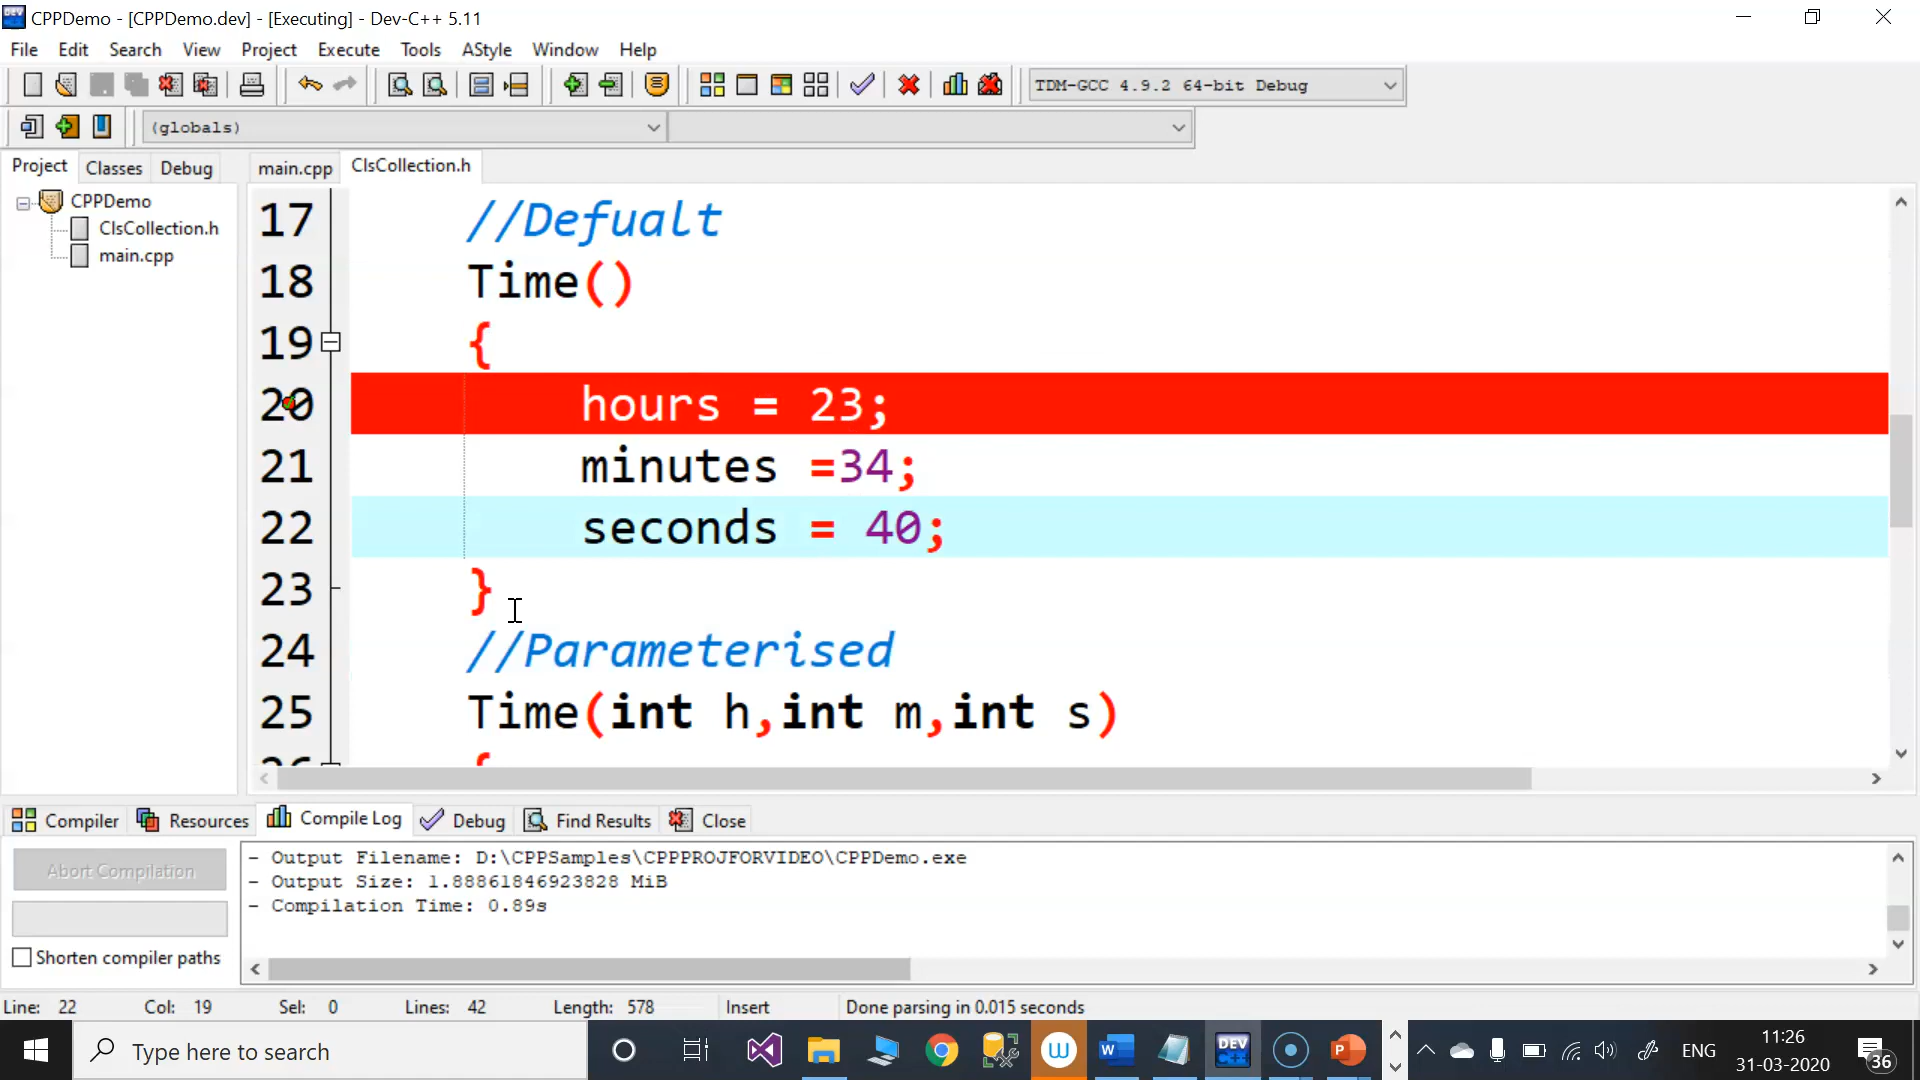 CPPDemo - [CPPDemo.dev] - [Executing] - Dev-C++ 5.11
File Edit Search View Project Execute Tools AStyle Window Help
TDM-GCC 4.9.2 64-bit Debug
(globals)
Project Classes Debug main.cpp ClsCollection.h
CPPDemo
ClsCollection.h
main.cpp
17 //Defualt
18 Time()
19 {
20 hours = 23;
21 minutes =34;
22 seconds = 40;
23 }
24 //Parameterised
25 Time(int h,int m,int s)
26 {
Compiler Resources Compile Log Debug Find Results Close
Abort Compilation
Shorten compiler paths
- Output Filename: D:\CPPSamples\CPPPROJFORVIDEO\CPPDemo.exe
- Output Size: 1.88861846923828 MiB
- Compilation Time: 0.89s
Line: 22 Col: 19 Sel: 0 Lines: 42 Length: 578 Insert Done parsing in 0.015 seconds
Type here to search
W
W
DEV
C++
P
ENG
11:26
31-03-2020
36